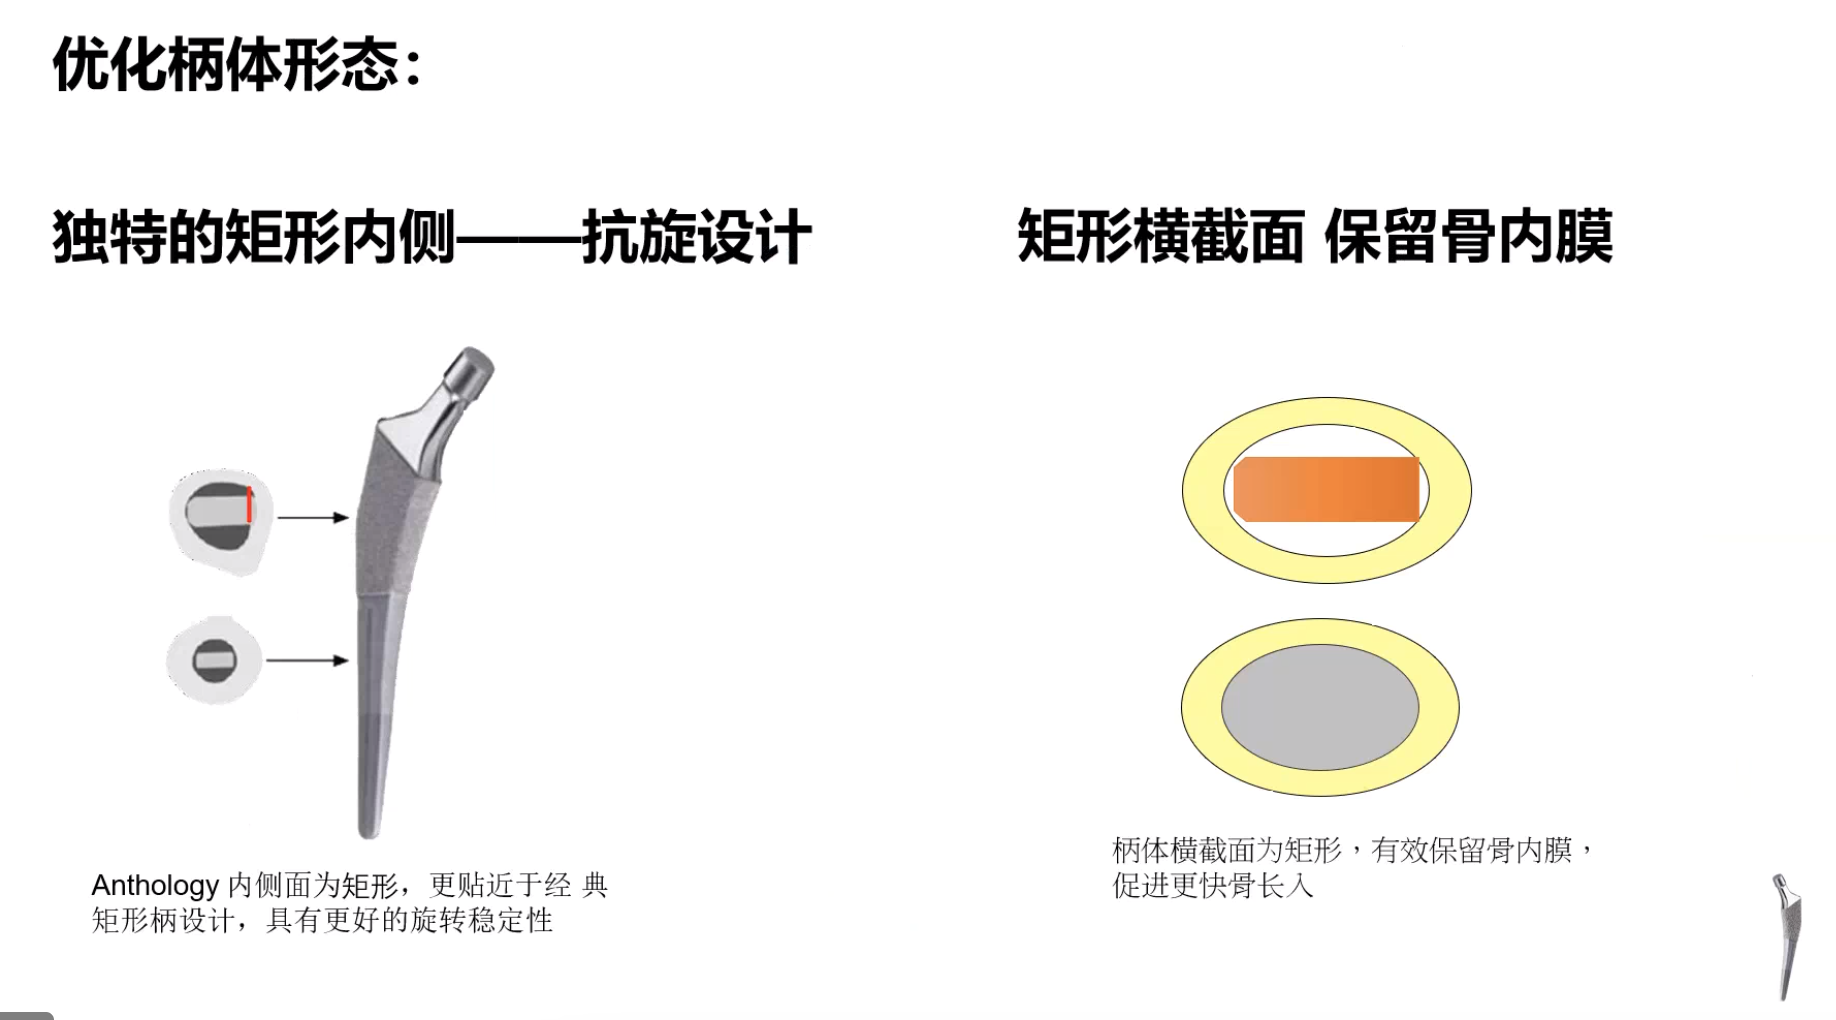 优化柄体形态：
独特的矩形内侧——抗旋设计
矩形横截面 保留骨内膜
Anthology 内侧面为矩形，更贴近于经 典
矩形柄设计，具有更好的旋转稳定性
柄体横截面为矩形，有效保留骨内膜，
促进更快骨长入